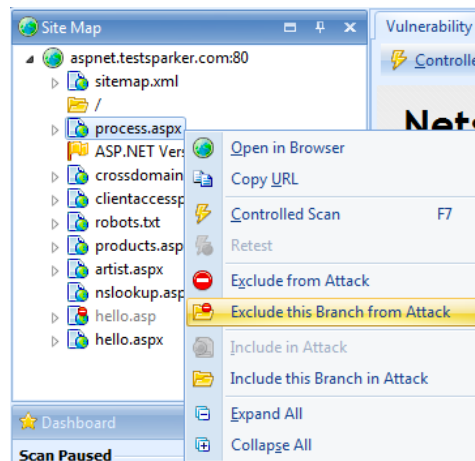 Site Map
Vulnerability
aspnet.testsparker.com:80
sitemap.xml
/
process.aspx
ASP.NET Vers
crossdomain
clientaccessp
robots.txt
products.asp
artist.aspx
nslookup.asp
hello.asp
hello.aspx
Controlle
Nets
Open in Browser
Copy URL
Controlled Scan F7
Retest
Exclude from Attack
Exclude this Branch from Attack
Include in Attack
Include this Branch in Attack
Expand All
Collapse All
Dashboard
Scan Paused